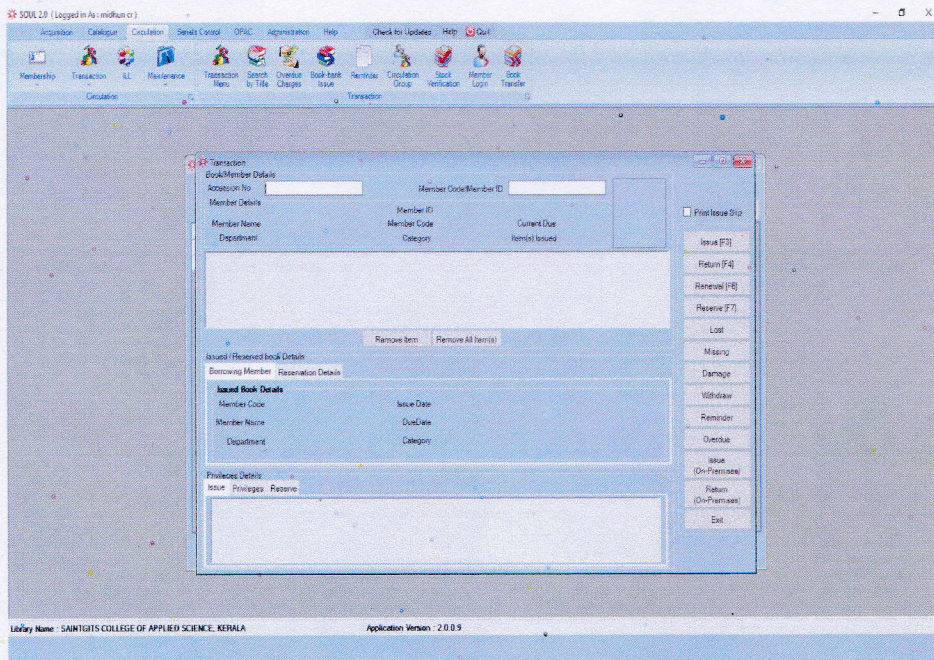 SOUL 2.0 ( Logged in As : midhun cr )
Acquisition Catalogue Circulation Serials Control OPAC Administration Help Check for Updates Help Quit
Membership Transaction ILL Maintenance Transaction Menu Search by Title Overdue Charges Book-bank Issue Reminder Circulation Group Stock Verification Member Login Book Transfer
Circulation Transaction
Transaction
Book/Member Details
Accession No Member Code/Member ID
Member Details
Member ID
Print Issue Slip
Member Name Member Code Current Due
Department Category Item(s) Issued
Issue [F3]
Return [F4]
Renewal [F6]
Reserve [F7]
Lost
Remove Item Remove All Item(s)
Missing
Issued / Reserved book Details
Borrowing Member Reservation Details
Damage
Issued Book Details
Withdraw
Member Code Issue Date
Reminder
Member Name DueDate
Overdue
Department Category
Issue (On-Premises)
Privileges Details
Issue Privileges Reserve
Return (On-Premises)
Exit
Library Name : SAINTGITS COLLEGE OF APPLIED SCIENCE, KERALA Application Version : 2.0.0.9